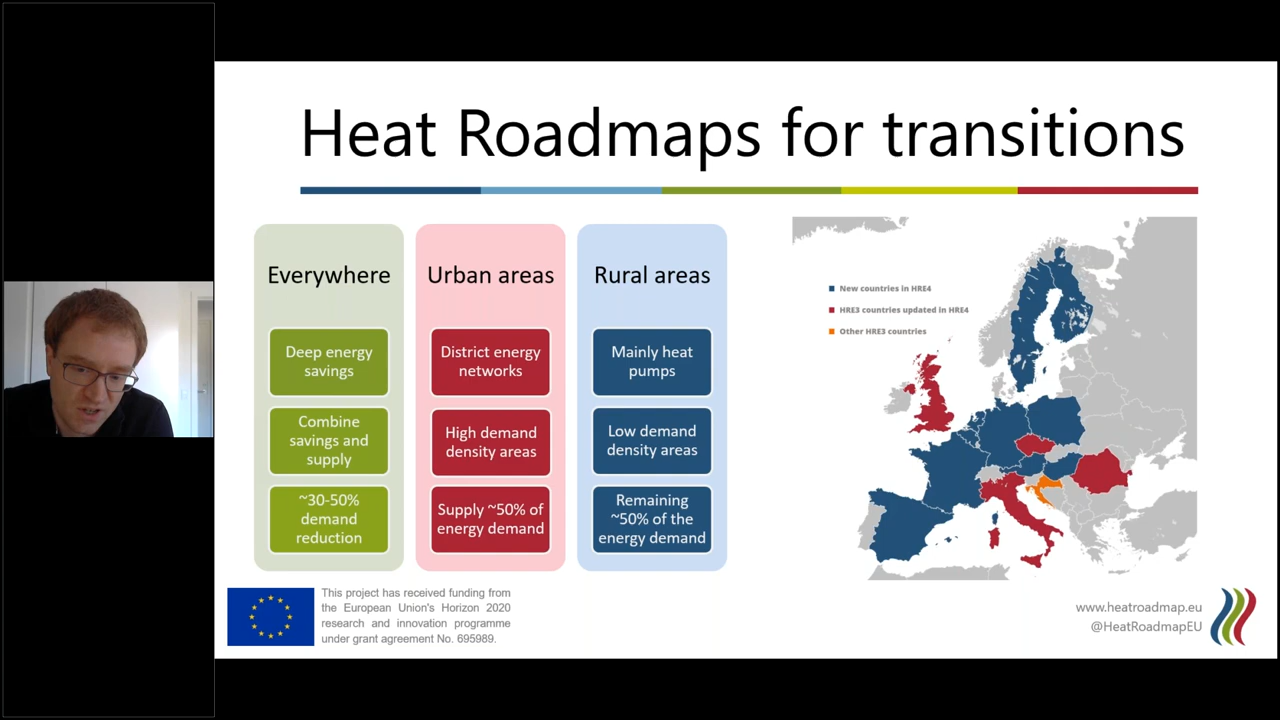 Heat Roadmaps for transitions
Everywhere
Deep energy
savings
Combine
savings and
supply
~30-50%
demand
reduction
Urban areas
District energy
networks
High demand
density areas
Supply ~50% of
energy demand
Rural areas
Mainly heat
pumps
Low demand
density areas
Remaining
~50% of the
energy demand
New countries in HRE4
HRE3 countries updated in HRE4
Other HRE3 countries
This project has received funding from
the European Union's Horizon 2020
research and innovation programme
under grant agreement No. 695989.
www.heatroadmap.eu
@HeatRoadmapEU